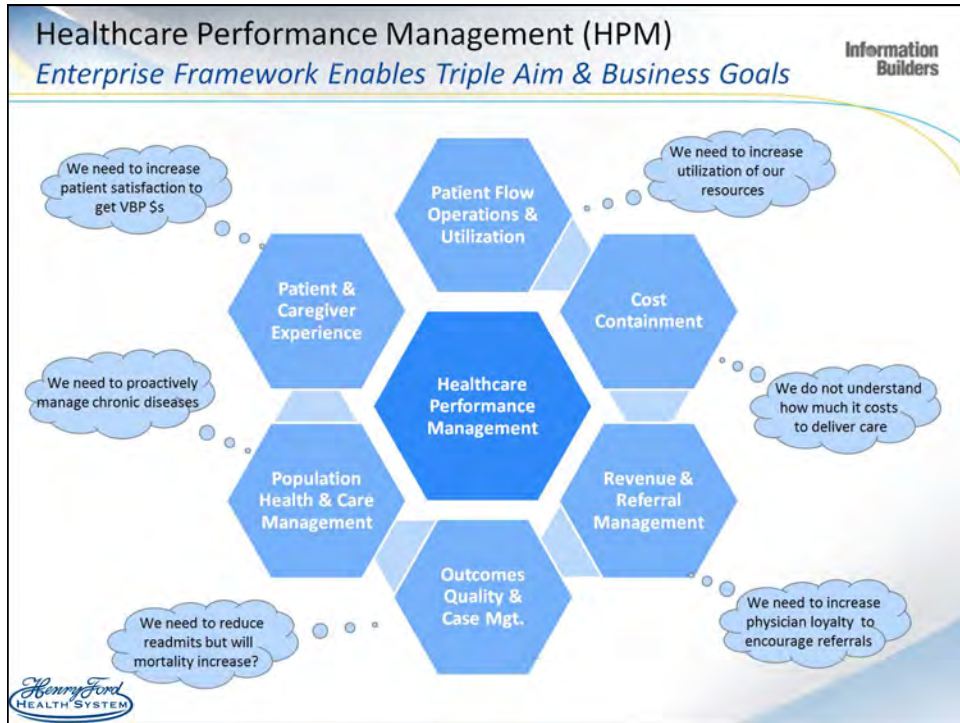 Healthcare Performance Management (HPM)
Enterprise Framework Enables Triple Aim & Business Goals
Information
Builders
We need to increase
patient satisfaction to
get VBP $s
Patient Flow
Operations &
Utilization
We need to increase
utilization of our
resources
Patient &
Caregiver
Experience
Cost
Containment
We need to proactively
manage chronic diseases
Healthcare
Performance
Management
We do not understand
how much it costs
to deliver care
Population
Health & Care
Management
Revenue &
Referral
Management
Outcomes
Quality &
Case Mgt.
We need to reduce
readmits but will
mortality increase?
We need to increase
physician loyalty to
encourage referrals
Henry Ford
HEALTH SYSTEM